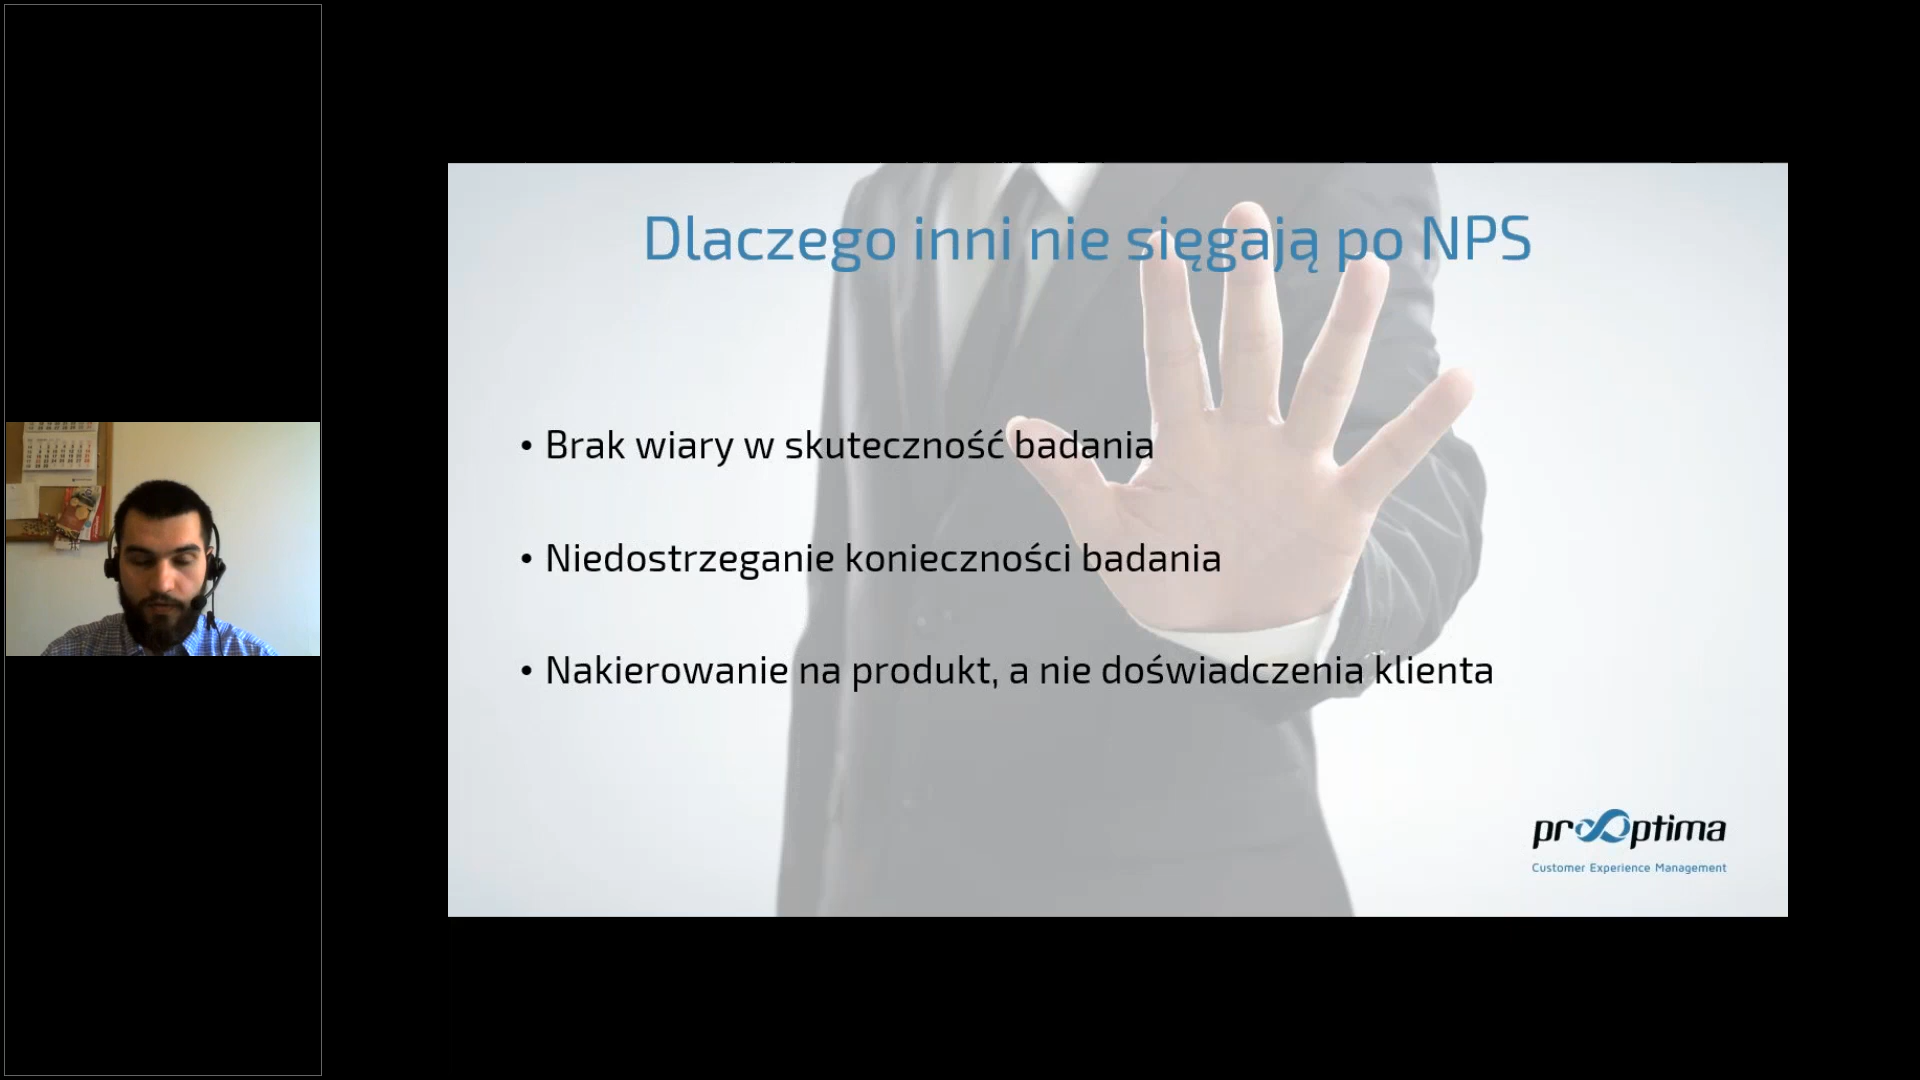 Dlaczego inni nie sięgają po NPS
• Brak wiary w skuteczność badania
• Niedostrzeganie konieczności badania
• Nakierowanie na produkt, a nie doświadczenia klienta
proptima
Customer Experience Management